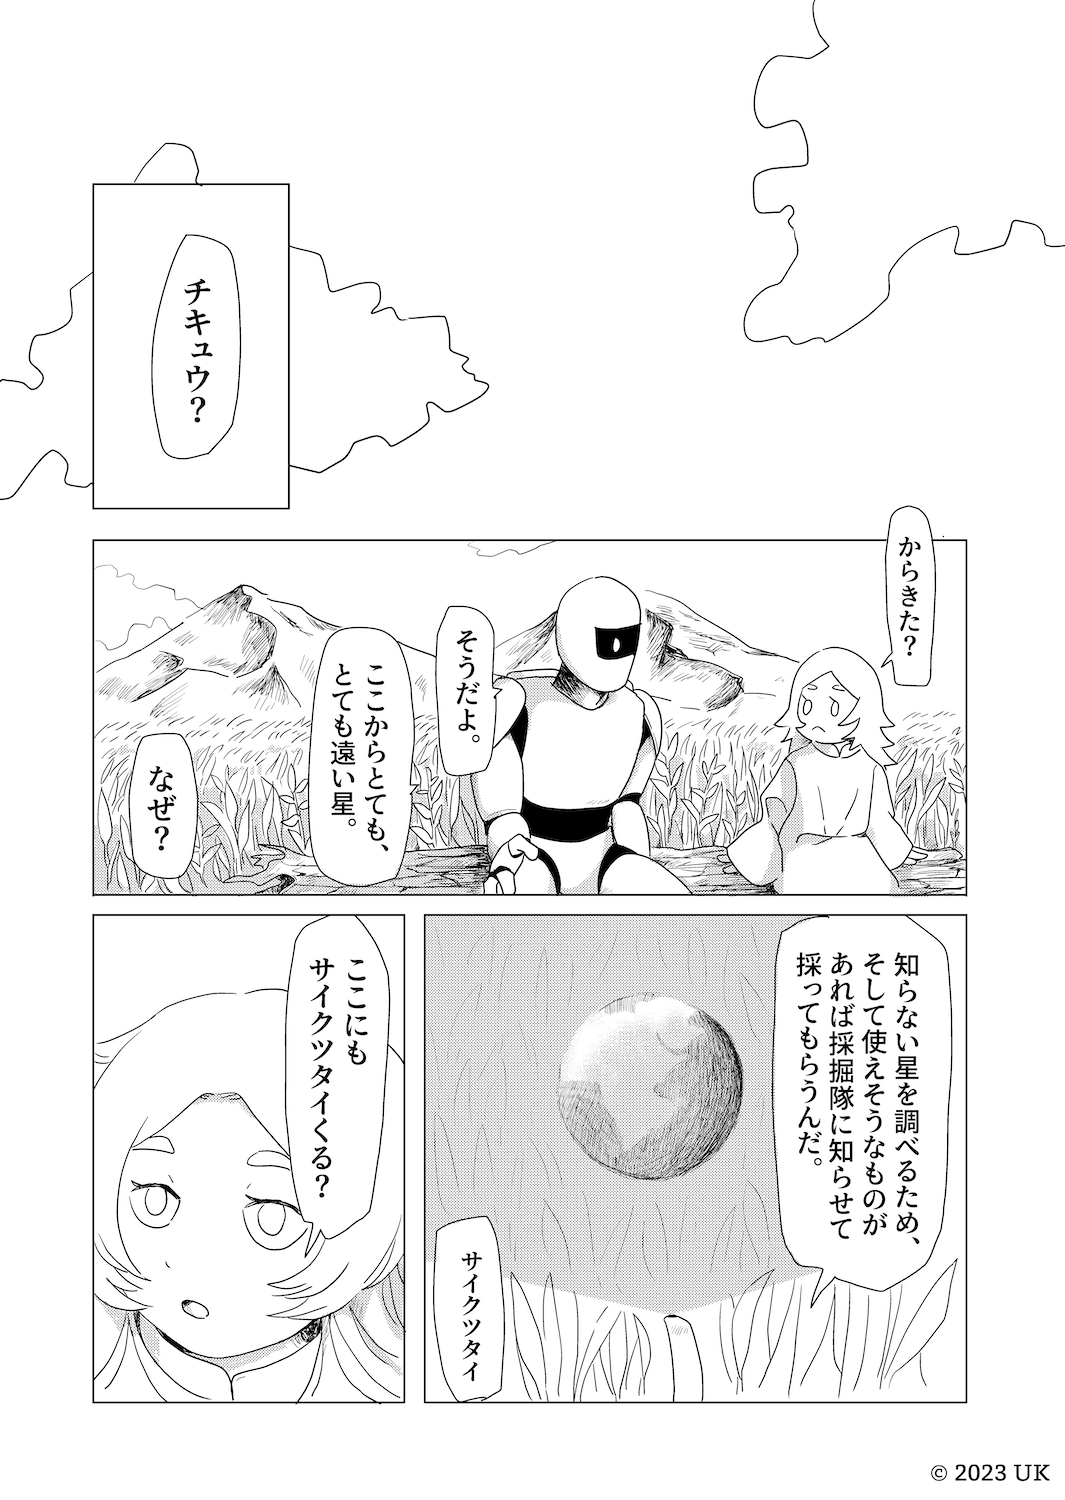 チキュウ？
からきた？
そうだよ。
ここからとても、
とても遠い星。
なぜ？
知らない星を調べるため、
そして使えそうなものが
あれば採掘隊に知らせて
採ってもらうんだ。
サイクツタイ
ここにも
サイクツタイくる？
© 2023 UK